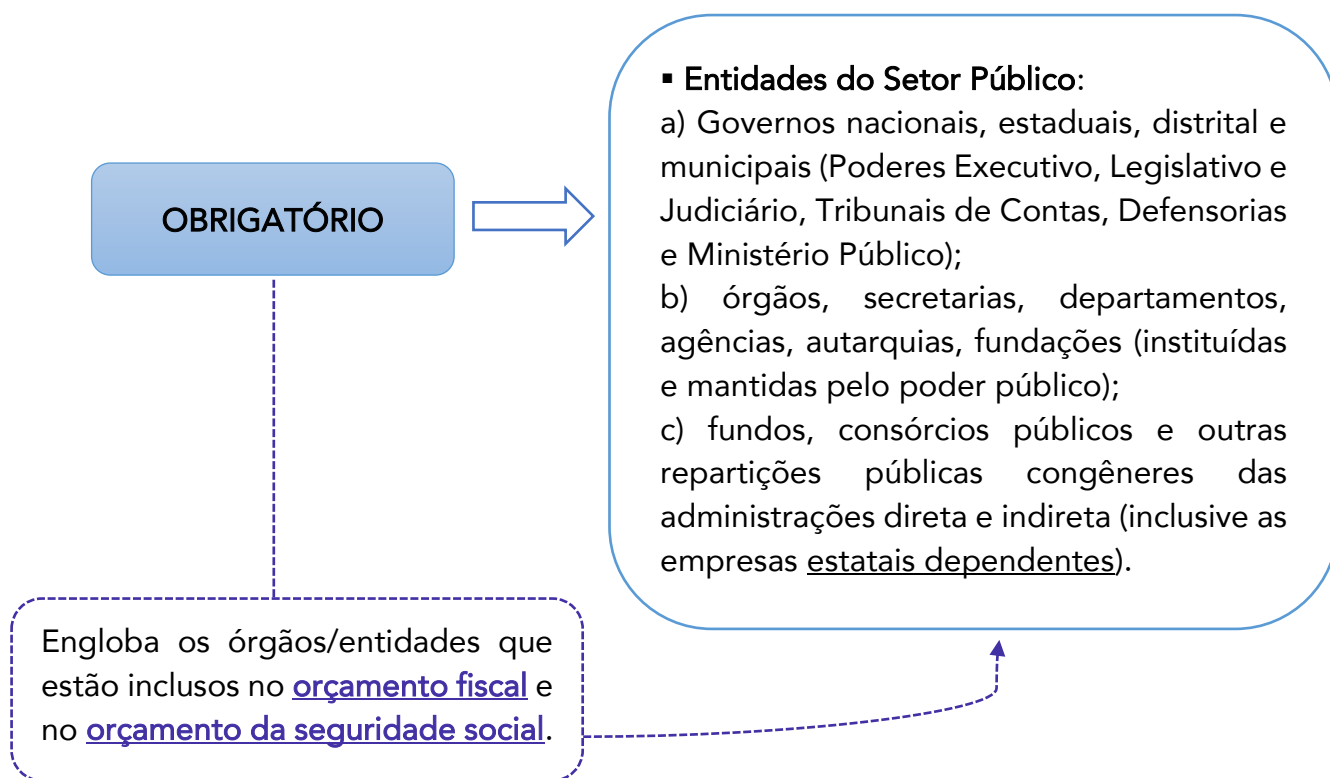 OBRIGATÓRIO
▪ Entidades do Setor Público:
a) Governos nacionais, estaduais, distrital e
municipais (Poderes Executivo, Legislativo e
Judiciário, Tribunais de Contas, Defensorias
e Ministério Público);
b) órgãos, secretarias, departamentos,
agências, autarquias, fundações (instituídas
e mantidas pelo poder público);
c) fundos, consórcios públicos e outras
repartições públicas congêneres das
administrações direta e indireta (inclusive as
empresas estatais dependentes).
Engloba os órgãos/entidades que
estão inclusos no orçamento fiscal e
no orçamento da seguridade social.